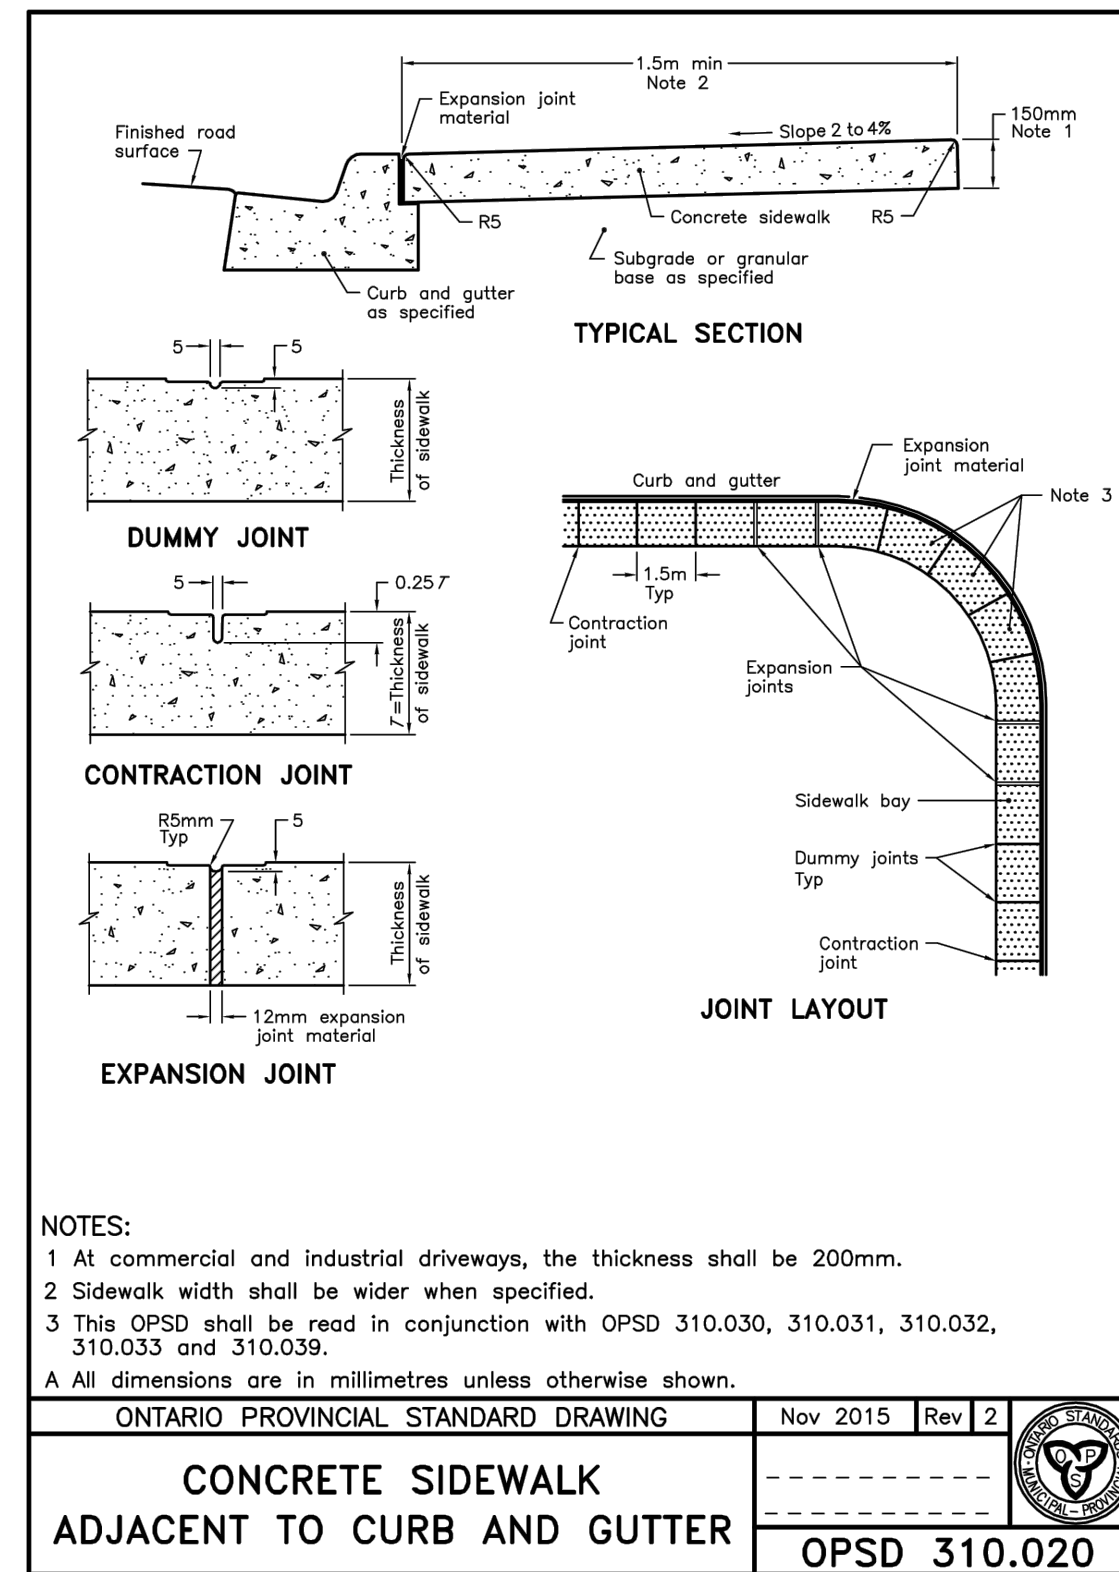 1.5m min
Note 2
Expansion joint
material
Finished road
surface
Slope 2 to 4%
150mm
Note 1
R5
Concrete sidewalk
R5
Subgrade or granular
base as specified
Curb and gutter
as specified
TYPICAL SECTION
5
5
Thickness
of sidewalk
DUMMY JOINT
5
0.25T
T=Thickness
of sidewalk
CONTRACTION JOINT
R5mm
Typ
5
Thickness
of sidewalk
12mm expansion
joint material
EXPANSION JOINT
Expansion
joint material
Curb and gutter
Note 3
1.5m
Typ
Contraction
joint
Expansion
joints
Sidewalk bay
Dummy joints
Typ
Contraction
joint
JOINT LAYOUT
NOTES:
1 At commercial and industrial driveways, the thickness shall be 200mm.
2 Sidewalk width shall be wider when specified.
3 This OPSD shall be read in conjunction with OPSD 310.030, 310.031, 310.032,
310.033 and 310.039.
A All dimensions are in millimetres unless otherwise shown.
ONTARIO PROVINCIAL STANDARD DRAWING
Nov 2015 Rev 2
CONCRETE SIDEWALK
ADJACENT TO CURB AND GUTTER
OPSD 310.020
ONTARIO
MUNICIPAL–
O P
S